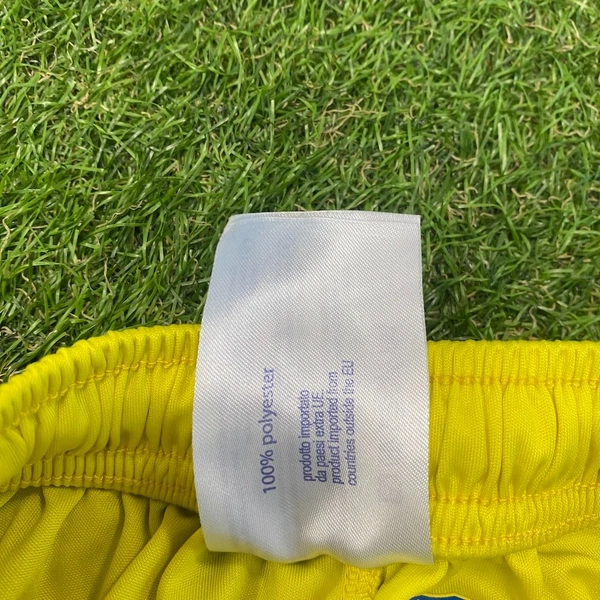 100% polyester
prodotto importato
da paesi extra UE
product imported from
countries outside the EU